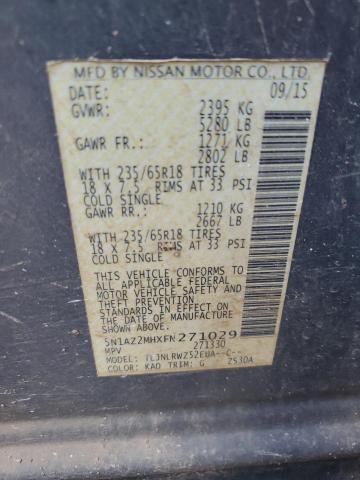 MFD BY NISSAN MOTOR CO., LTD.
DATE: 09/15
GVWR: 2395 KG
5280 LB
GAWR FR.: 1271 KG
2802 LB
WITH 235/65R18 TIRES
18 X 7.5 RIMS AT 33 PSI
COLD SINGLE
GAWR RR.: 1210 KG
2667 LB
WITH 235/65R18 TIRES
18 X 7.5 RIMS AT 33 PSI
COLD SINGLE
THIS VEHICLE CONFORMS TO
ALL APPLICABLE FEDERAL
MOTOR VEHICLE SAFETY AND
THEFT PREVENTION
STANDARDS IN EFFECT ON
THE DATE OF MANUFACTURE
SHOWN ABOVE.
5N1AZ2MHXFN271029
MPV 271330
MODEL: TLJNLRWZ52EUA--C--
COLOR: KAD TRIM: G 2530A